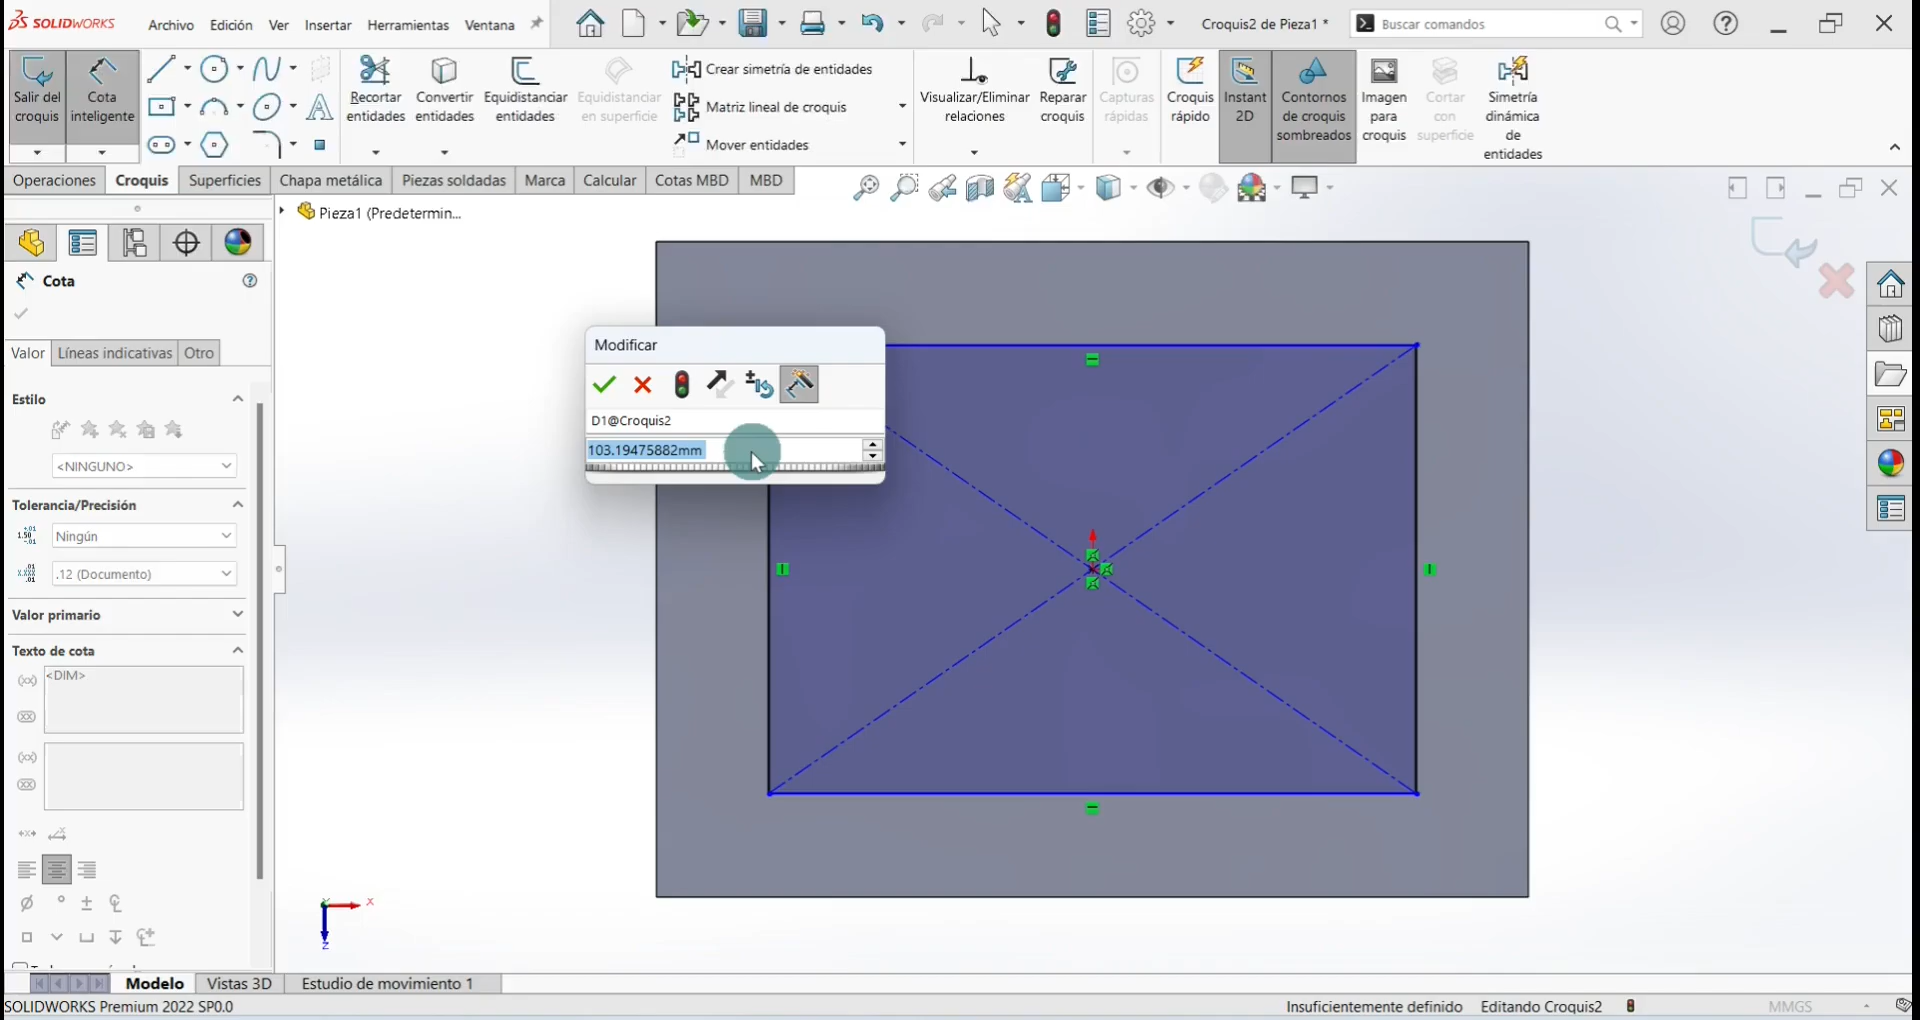 SOLIDWORKS Archivo Edición Ver Insertar Herramientas Ventana Croquis2 de Pieza1 * Buscar comandos
Salir del croquis
Cota inteligente
Recortar entidades
Convertir entidades
Equidistanciar entidades
Equidistanciar en superficie
Crear simetría de entidades
Matriz lineal de croquis
Mover entidades
Visualizar/Eliminar relaciones
Reparar croquis
Capturas rápidas
Croquis rápido
Instant 2D
Contornos de croquis sombreados
Imagen para croquis
Cortar con superficie
Simetría dinámica de entidades
Operaciones Croquis Superficies Chapa metálica Piezas soldadas Marca Calcular Cotas MBD MBD
Pieza1 (Predetermin...
Cota
Valor Líneas indicativas Otro
Estilo
<NINGUNO>
Tolerancia/Precisión
Ningún
.12 (Documento)
Valor primario
Texto de cota
<DIM>
Modificar
D1@Croquis2
103.19475882mm
X
Z
Modelo Vistas 3D Estudio de movimiento 1
SOLIDWORKS Premium 2022 SP0.0 Insuficientemente definido Editando Croquis2 MMGS